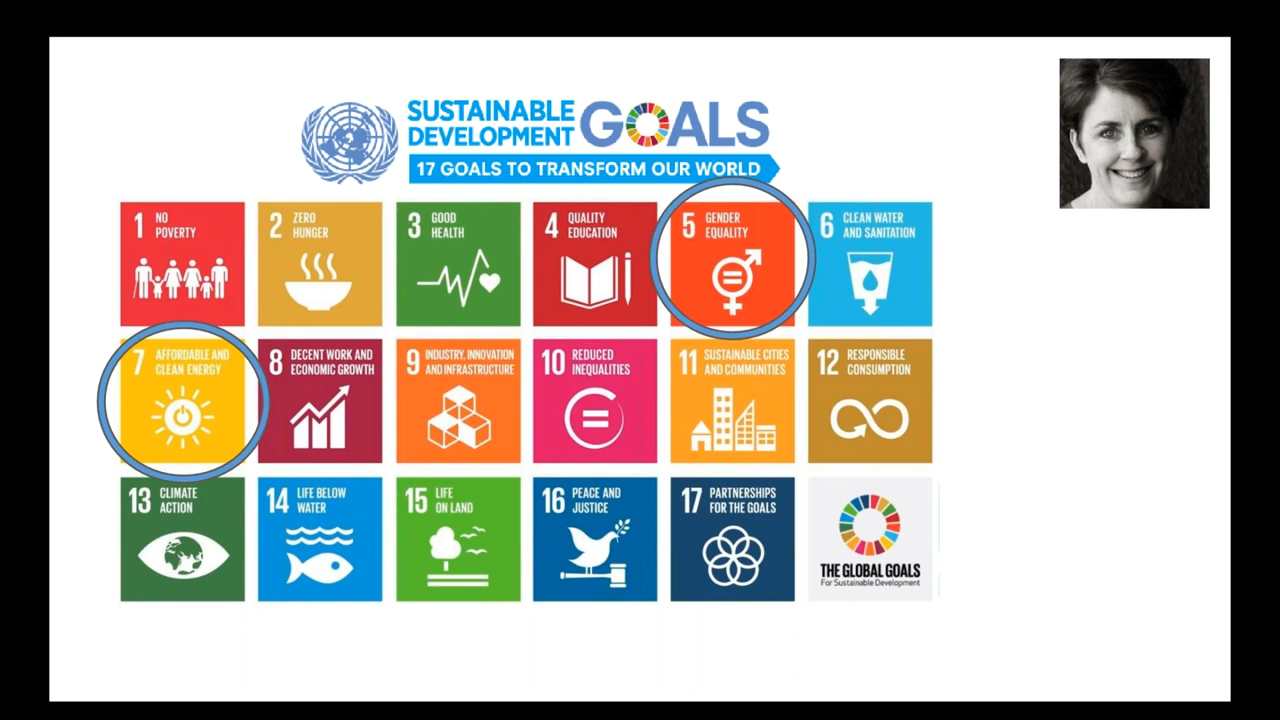 SUSTAINABLE
DEVELOPMENT
GOALS
17 GOALS TO TRANSFORM OUR WORLD
1 NO
POVERTY
2 ZERO
HUNGER
3 GOOD
HEALTH
4 QUALITY
EDUCATION
5 GENDER
EQUALITY
6 CLEAN WATER
AND SANITATION
7 AFFORDABLE AND
CLEAN ENERGY
8 DECENT WORK AND
ECONOMIC GROWTH
9 INDUSTRY, INNOVATION
AND INFRASTRUCTURE
10 REDUCED
INEQUALITIES
11 SUSTAINABLE CITIES
AND COMMUNITIES
12 RESPONSIBLE
CONSUMPTION
13 CLIMATE
ACTION
14 LIFE BELOW
WATER
15 LIFE
ON LAND
16 PEACE AND
JUSTICE
17 PARTNERSHIPS
FOR THE GOALS
THE GLOBAL GOALS
For Sustainable Development